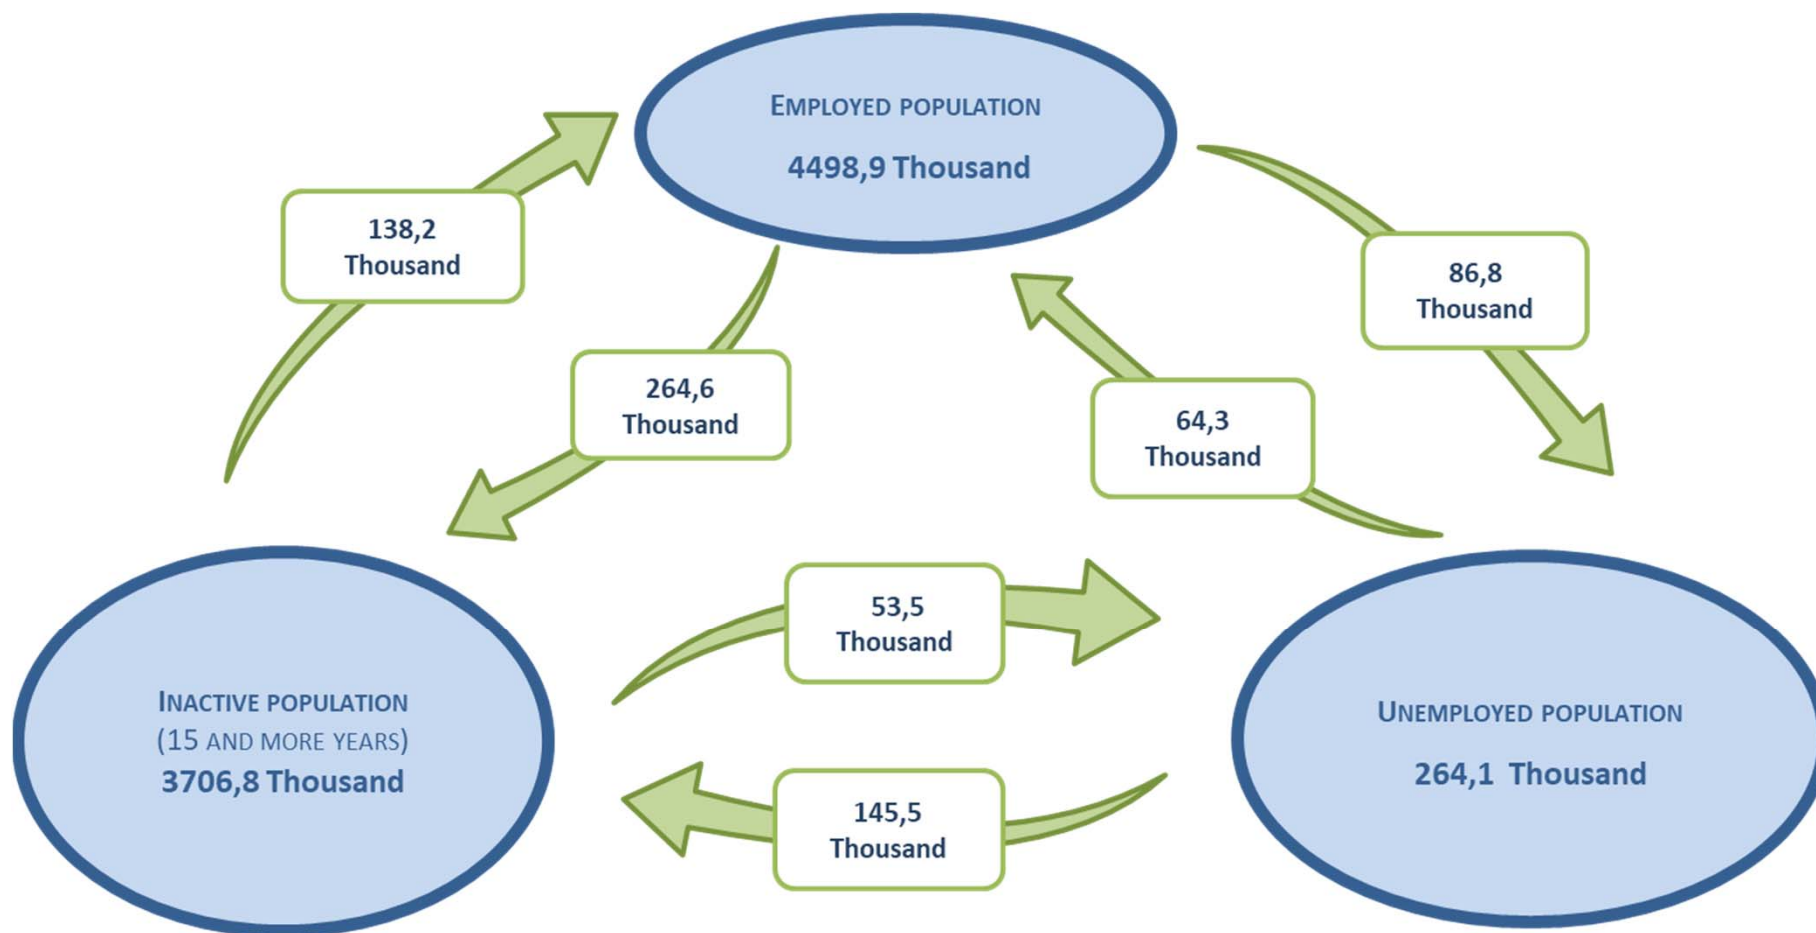 EMPLOYED POPULATION
4498,9 Thousand
138,2
Thousand
86,8
Thousand
264,6
Thousand
64,3
Thousand
53,5
Thousand
INACTIVE POPULATION
(15 AND MORE YEARS)
3706,8 Thousand
UNEMPLOYED POPULATION
264,1 Thousand
145,5
Thousand